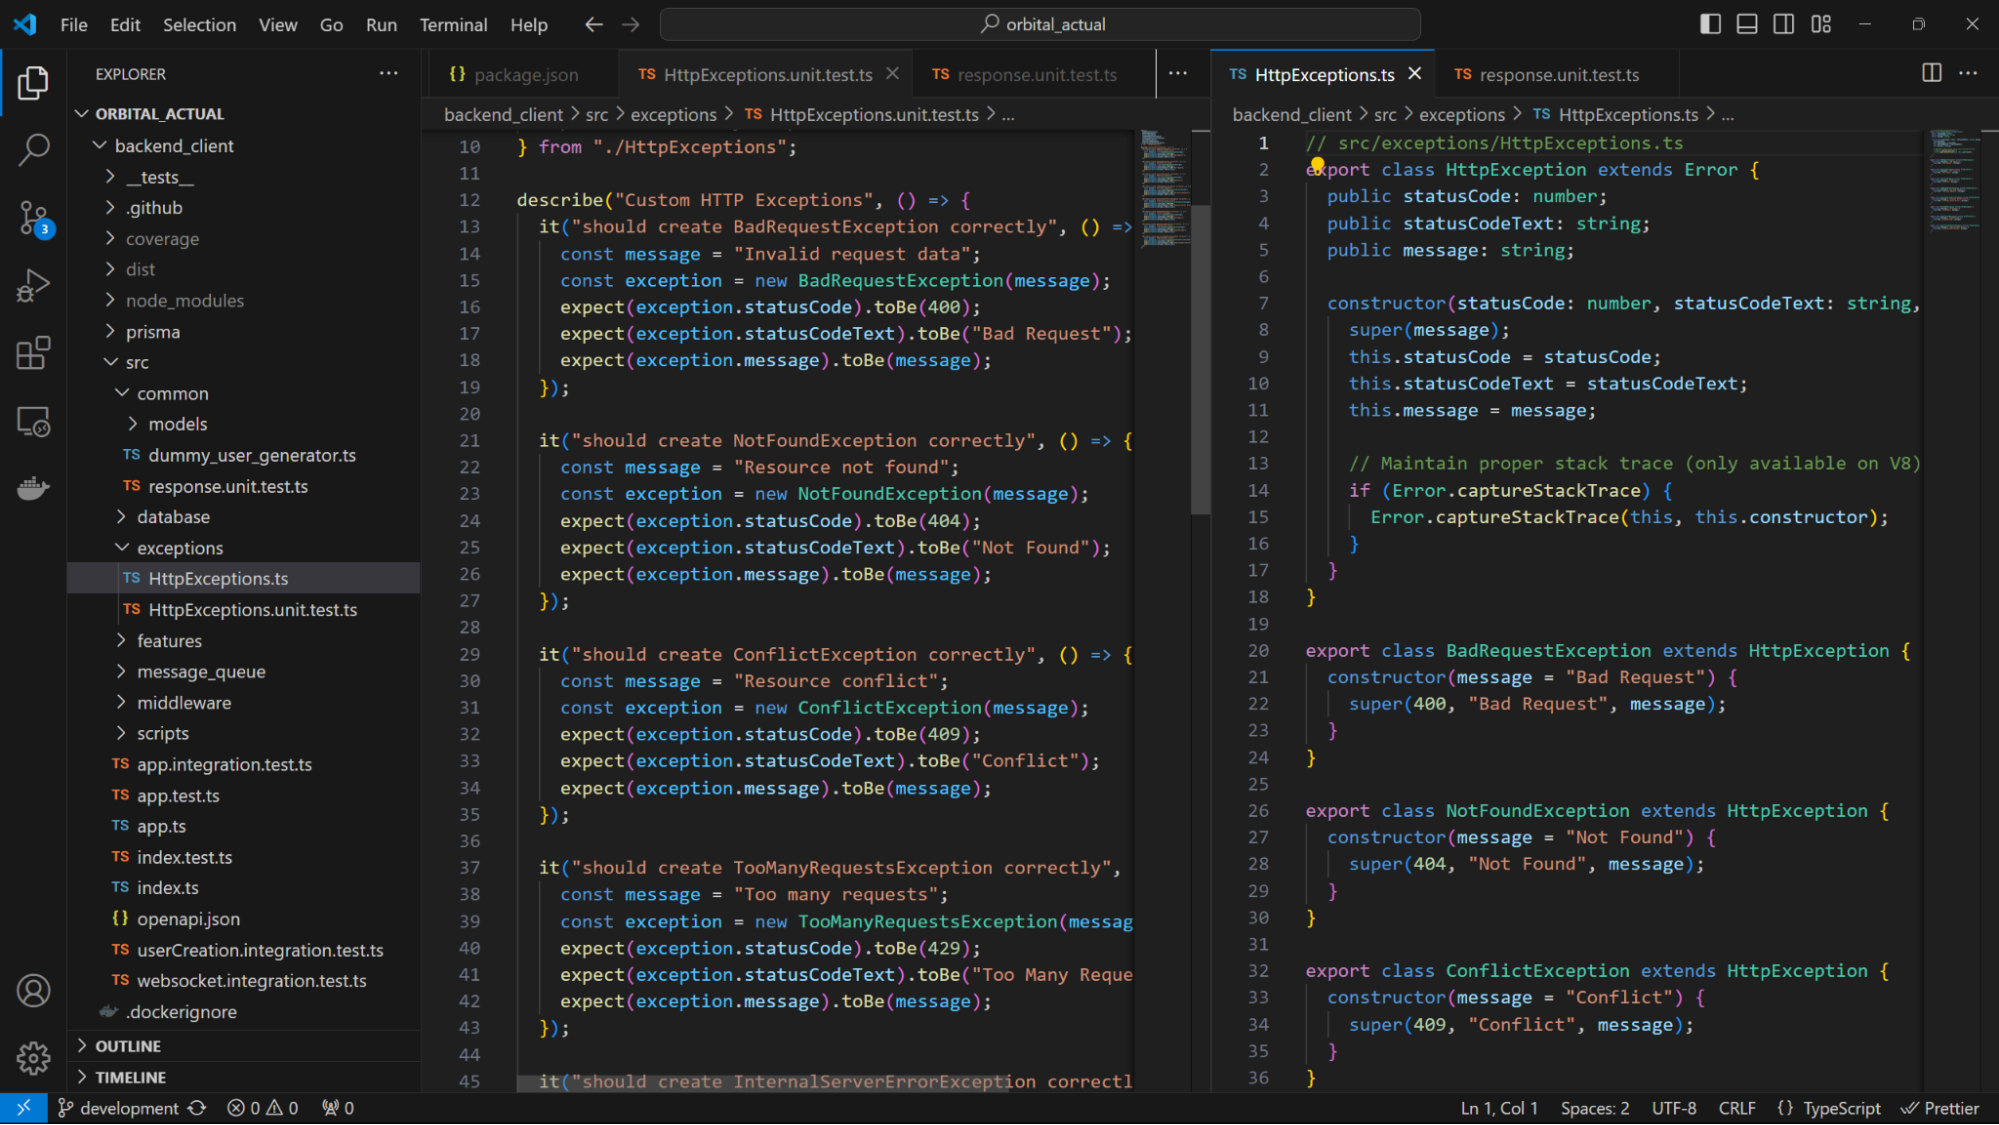 File Edit Selection View Go Run Terminal Help
orbital_actual
EXPLORER
ORBITAL_ACTUAL
backend_client
__tests__
.github
coverage
dist
node_modules
prisma
src
common
models
TS dummy_user_generator.ts
TS response.unit.test.ts
database
exceptions
TS HttpExceptions.ts
TS HttpExceptions.unit.test.ts
features
message_queue
middleware
scripts
TS app.integration.test.ts
TS app.test.ts
TS app.ts
TS index.test.ts
TS index.ts
{} openapi.json
TS userCreation.integration.test.ts
TS websocket.integration.test.ts
.dockerignore
OUTLINE
TIMELINE
3
{} package.json
TS HttpExceptions.unit.test.ts
TS response.unit.test.ts
backend_client > src > exceptions > TS HttpExceptions.unit.test.ts > ...
10 } from "./HttpExceptions";
11
12 describe("Custom HTTP Exceptions", () => {
13 it("should create BadRequestException correctly", () =>
14 const message = "Invalid request data";
15 const exception = new BadRequestException(message);
16 expect(exception.statusCode).toBe(400);
17 expect(exception.statusCodeText).toBe("Bad Request");
18 expect(exception.message).toBe(message);
19 });
20
21 it("should create NotFoundException correctly", () => {
22 const message = "Resource not found";
23 const exception = new NotFoundException(message);
24 expect(exception.statusCode).toBe(404);
25 expect(exception.statusCodeText).toBe("Not Found");
26 expect(exception.message).toBe(message);
27 });
28
29 it("should create ConflictException correctly", () => {
30 const message = "Resource conflict";
31 const exception = new ConflictException(message);
32 expect(exception.statusCode).toBe(409);
33 expect(exception.statusCodeText).toBe("Conflict");
34 expect(exception.message).toBe(message);
35 });
36
37 it("should create TooManyRequestsException correctly",
38 const message = "Too many requests";
39 const exception = new TooManyRequestsException(messag
40 expect(exception.statusCode).toBe(429);
41 expect(exception.statusCodeText).toBe("Too Many Reque
42 expect(exception.message).toBe(message);
43 });
44
45 it("should create InternalServerErrorException correctl
TS HttpExceptions.ts
TS response.unit.test.ts
backend_client > src > exceptions > TS HttpExceptions.ts > ...
1 // src/exceptions/HttpExceptions.ts
2 export class HttpException extends Error {
3 public statusCode: number;
4 public statusCodeText: string;
5 public message: string;
6
7 constructor(statusCode: number, statusCodeText: string,
8 super(message);
9 this.statusCode = statusCode;
10 this.statusCodeText = statusCodeText;
11 this.message = message;
12
13 // Maintain proper stack trace (only available on V8)
14 if (Error.captureStackTrace) {
15 Error.captureStackTrace(this, this.constructor);
16 }
17 }
18 }
19
20 export class BadRequestException extends HttpException {
21 constructor(message = "Bad Request") {
22 super(400, "Bad Request", message);
23 }
24 }
25
26 export class NotFoundException extends HttpException {
27 constructor(message = "Not Found") {
28 super(404, "Not Found", message);
29 }
30 }
31
32 export class ConflictException extends HttpException {
33 constructor(message = "Conflict") {
34 super(409, "Conflict", message);
35 }
36 }
development 0 0 0
Ln 1, Col 1 Spaces: 2 UTF-8 CRLF {} TypeScript Prettier